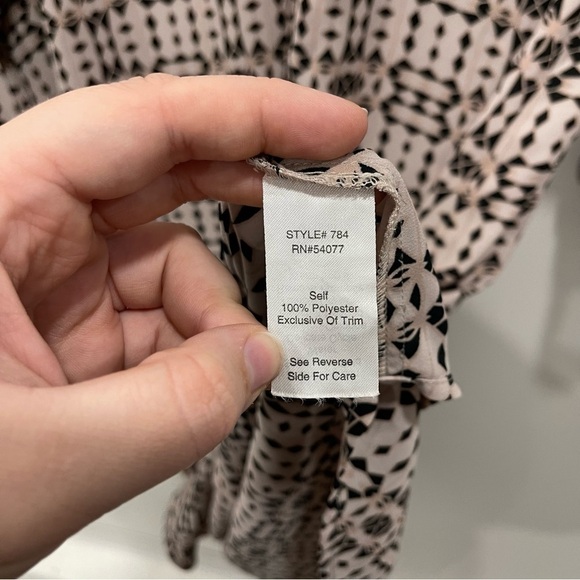 STYLE# 784
RN#54077
Self
100% Polyester
Exclusive Of Trim
See Reverse
Side For Care